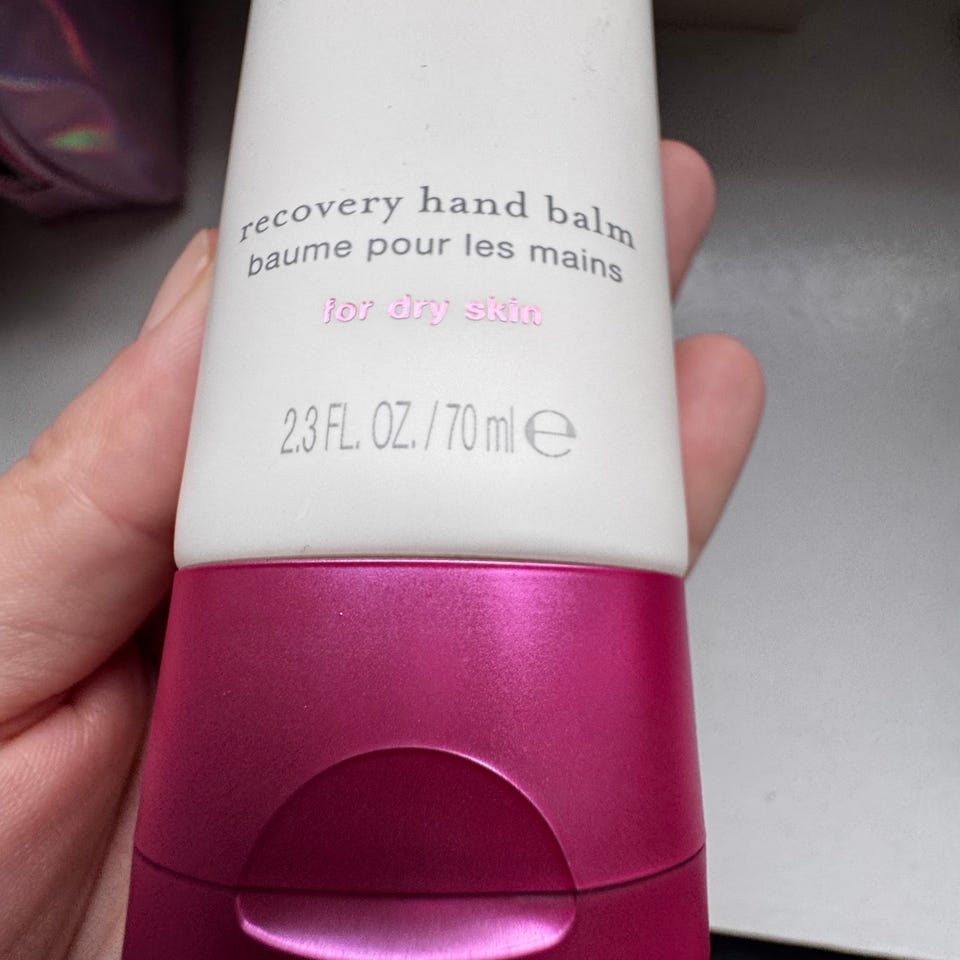 recovery hand balm
baume pour les mains
for dry skin
2.3 FL. OZ. / 70 ml ℮